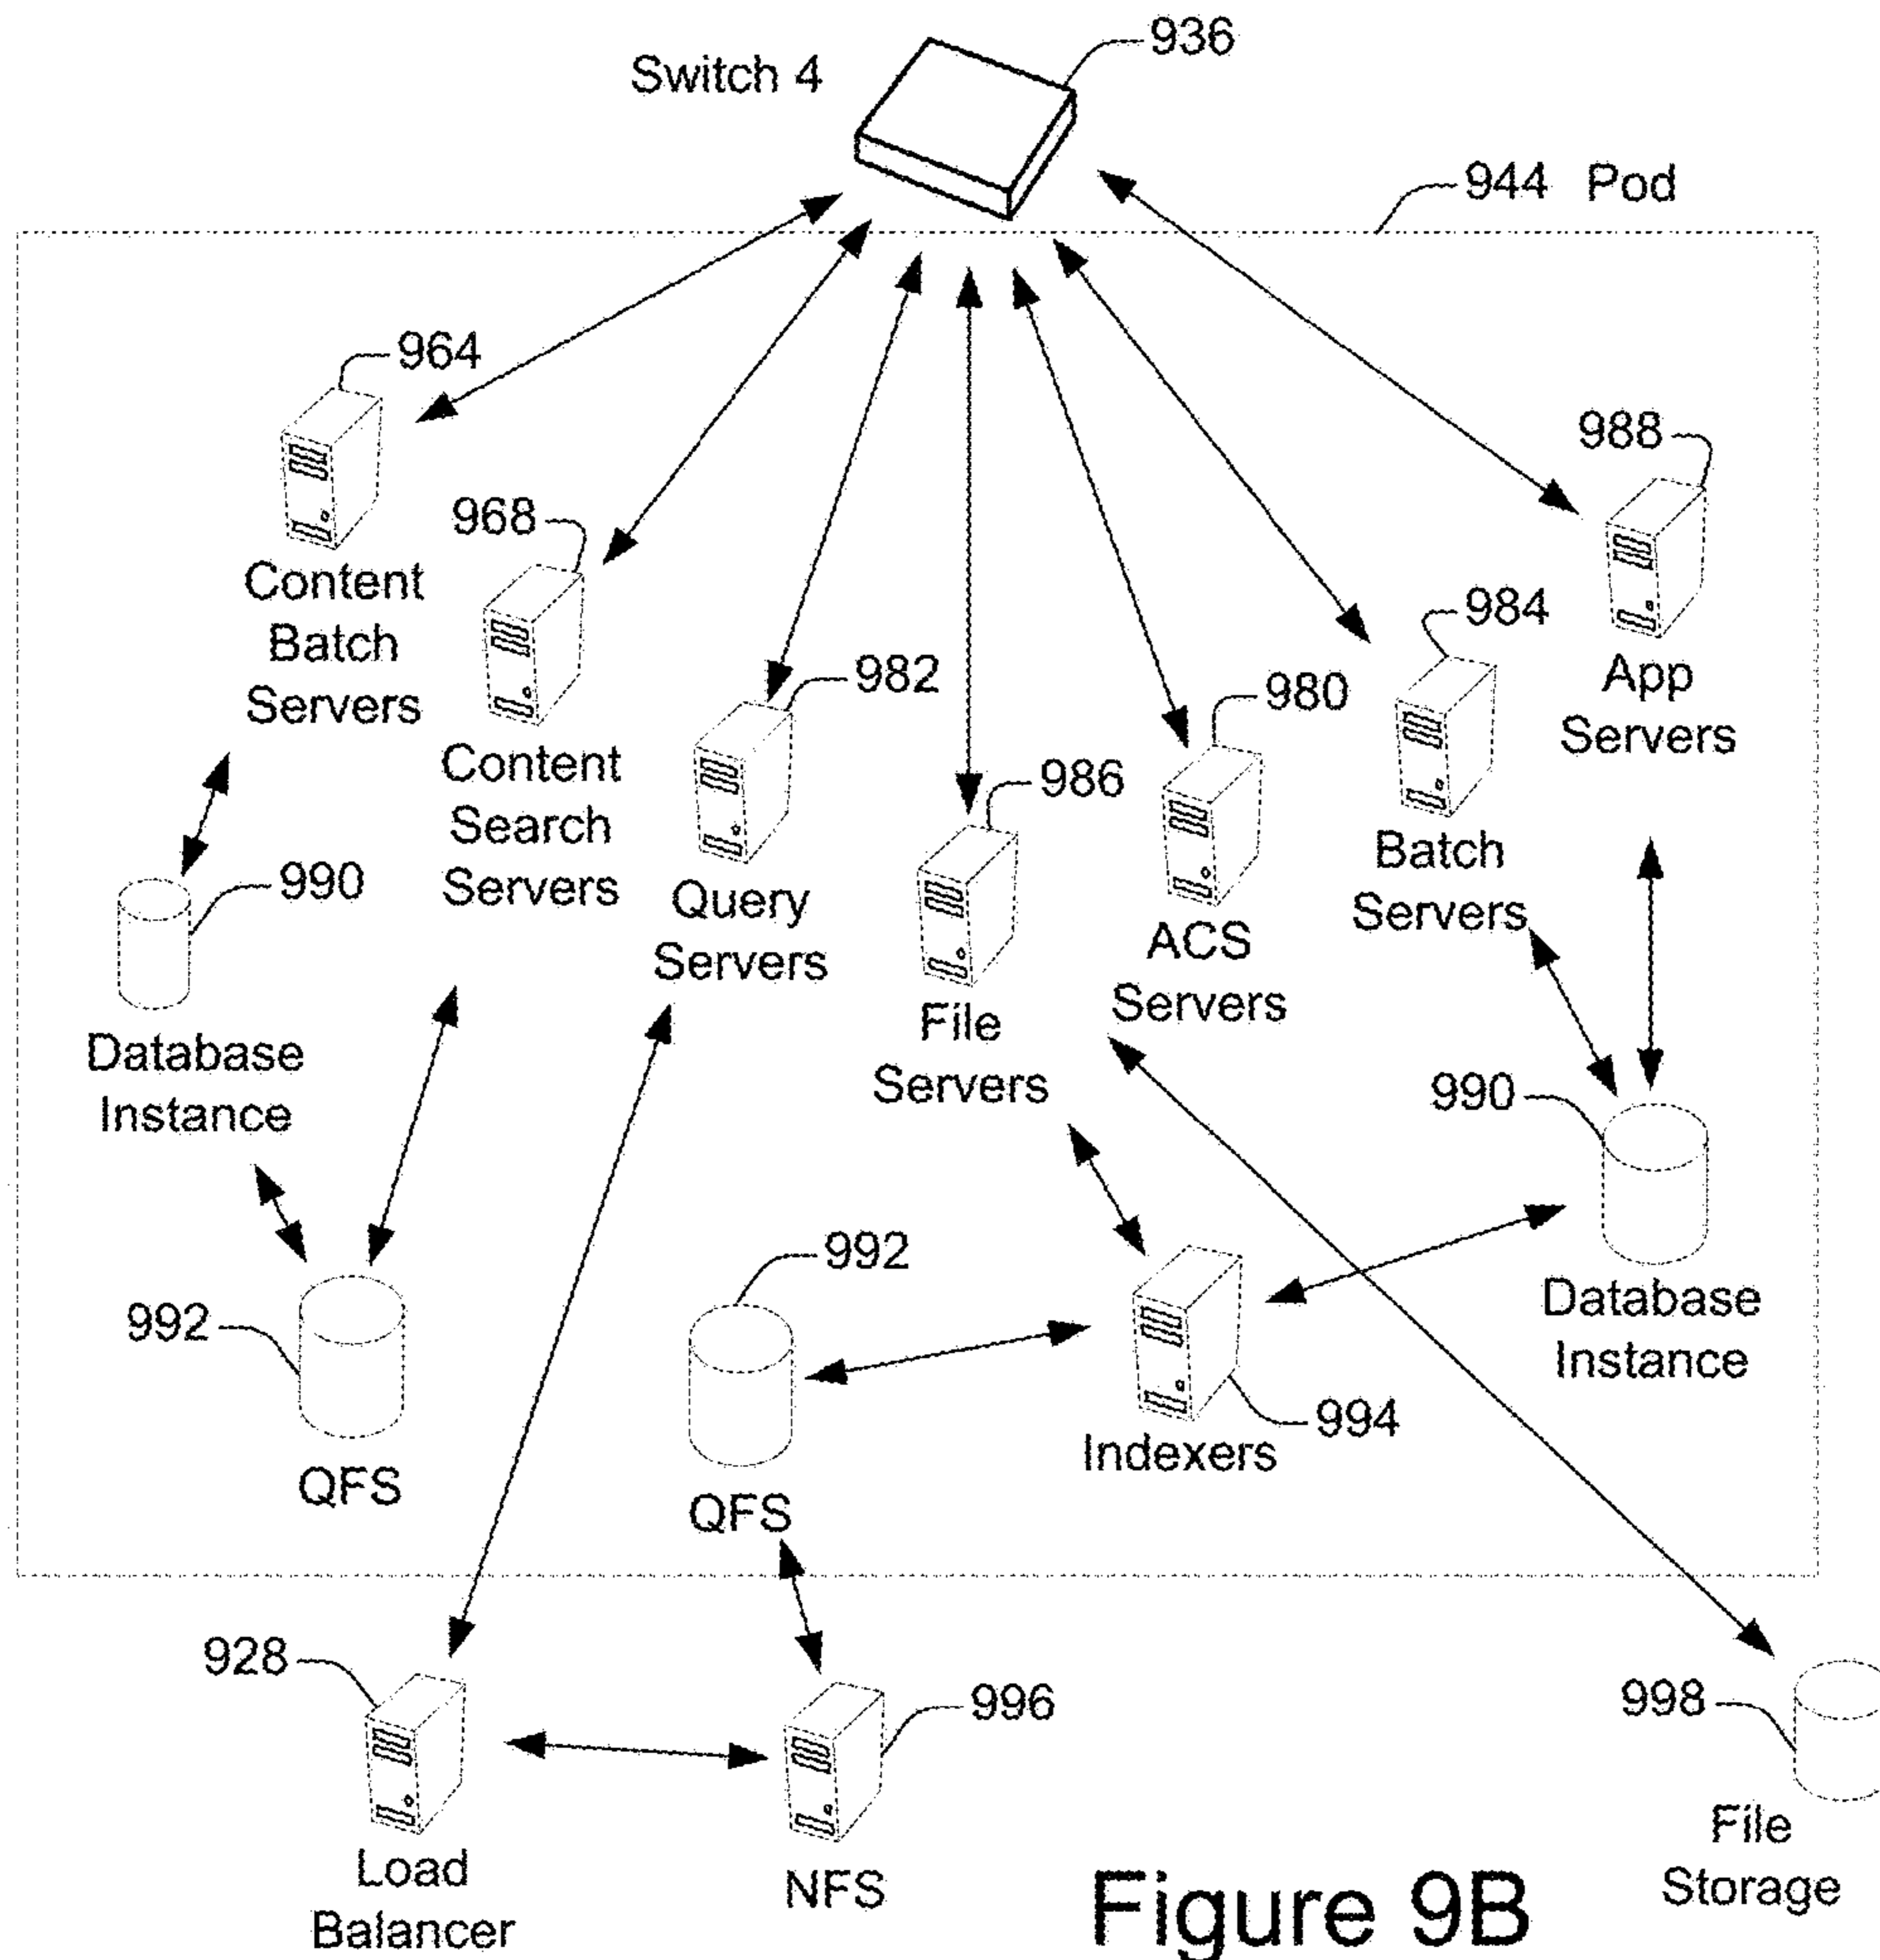 936
Switch 4
944 Pod
964
988
968
Content
Batch
Servers
984
982
980
App
Servers
Content
Search
Servers
986
Batch
Servers
990
Query
Servers
ACS
Servers
File
Servers
Database
Instance
990
992
992
Database
Instance
994
Indexers
QFS
QFS
928
996
998
File
Storage
Load
Balancer
NFS
Figure 9B